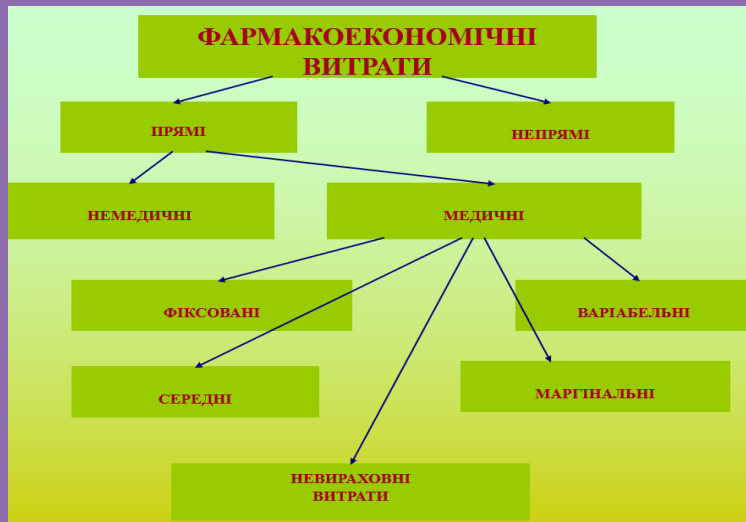 ФАРМАКОЕКОНОМІЧНІ
ВИТРАТИ
ПРЯМІ
НЕПРЯМІ
НЕМЕДИЧНІ
МЕДИЧНІ
ФІКСОВАНІ
ВАРІАБЕЛЬНІ
СЕРЕДНІ
МАРГІНАЛЬНІ
НЕВИРАХОВНІ
ВИТРАТИ